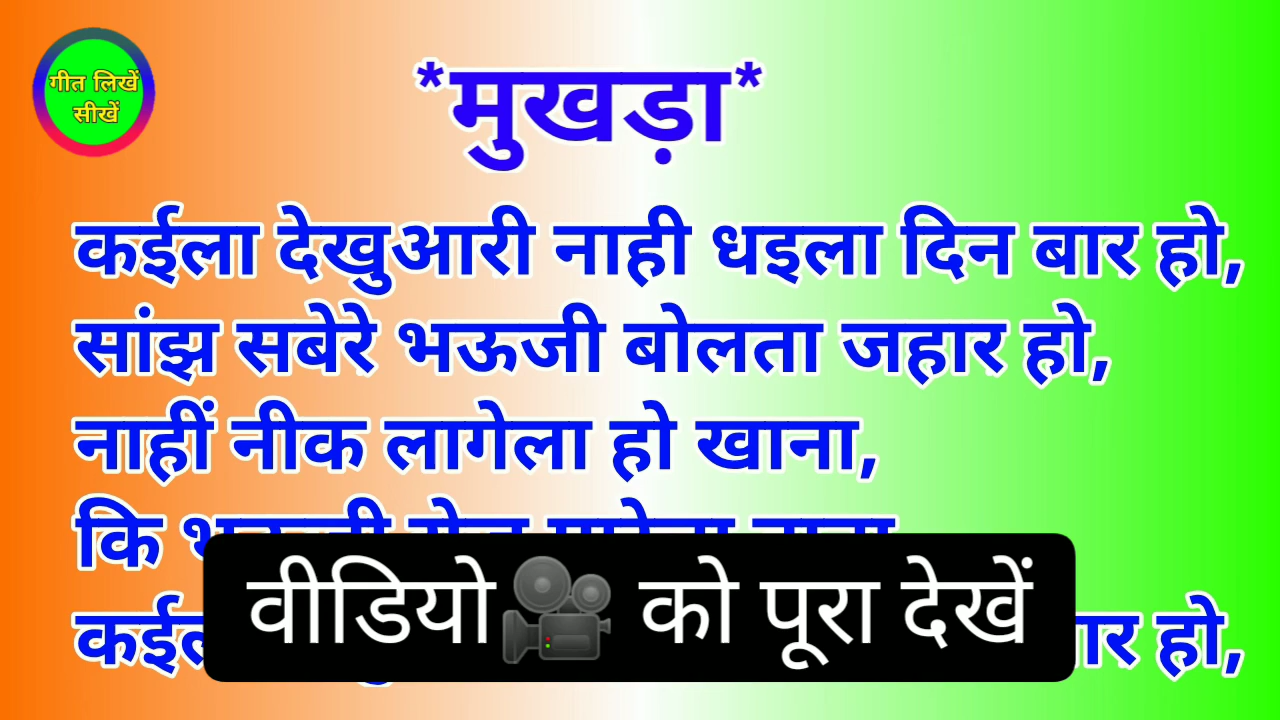 गीत लिखें
सीखें
*मुखड़ा*
कईला देखुआरी नाही धइला दिन बार हो,
सांझ सबेरे भऊजी बोलता जहार हो,
नाहीं नीक लागेला हो खाना,
कि
वीडियो🎥 को पूरा देखें
हो,